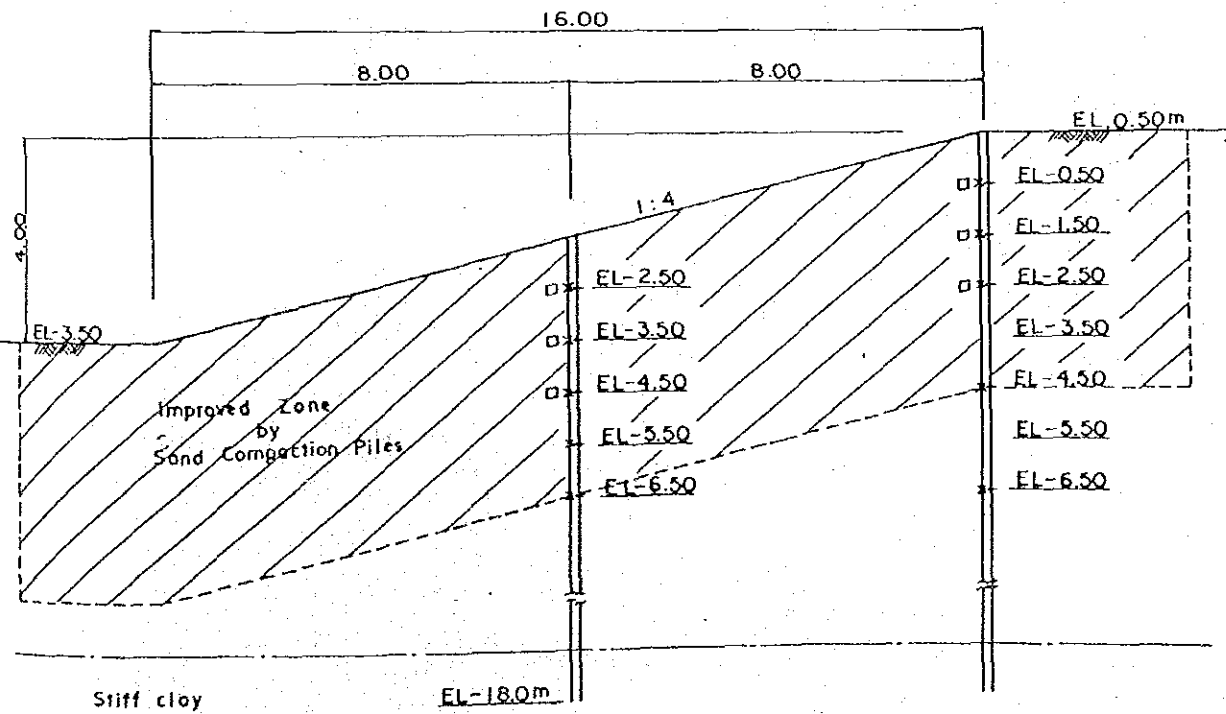 16.00
8.00
8.00
EL 0.50m
EL-0.50
1:4
EL-1.50
4.00
EL-2.50
EL-2.50
EL-3.50
EL-3.50
EL-3.50
EL-4.50
EL-4.50
Improved Zone
by
Sand Compaction Piles
EL-5.50
EL-5.50
EL-6.50
EL-6.50
Stiff clay
EL-18.0m